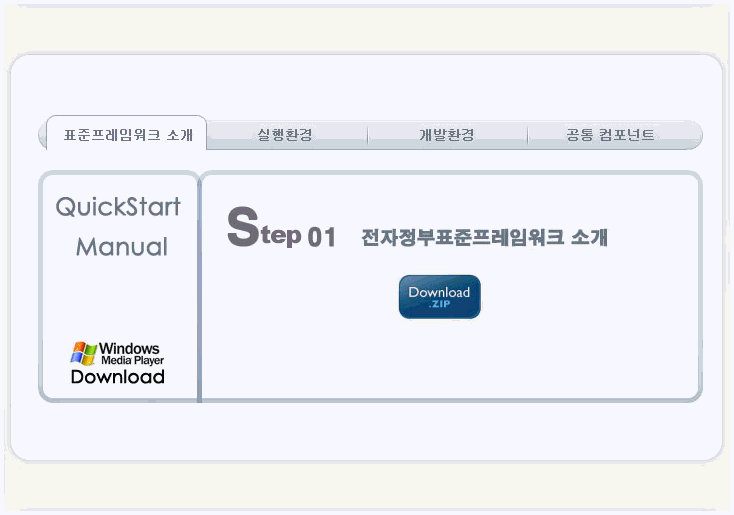 표준프레임워크 소개 실행환경 개발환경 공통 컴포넌트
QuickStart
Manual
Windows
Media Player
Download
Step 01 전자정부표준프레임워크 소개
Download
.ZIP